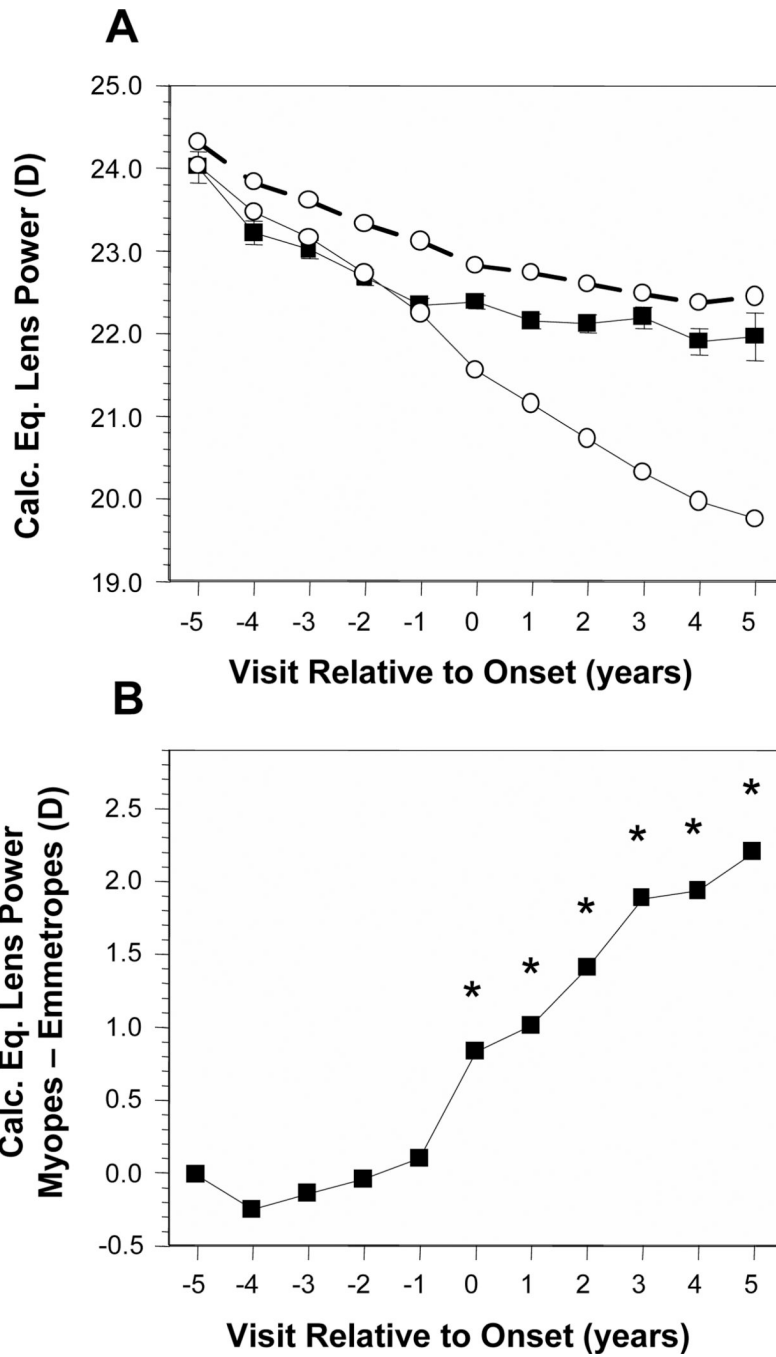 A
Calc. Eq. Lens Power (D)
25.0
24.0
23.0
22.0
21.0
20.0
19.0
-5 -4 -3 -2 -1 0 1 2 3 4 5
Visit Relative to Onset (years)
B
Calc. Eq. Lens Power
Myopes – Emmetropes (D)
2.5
2.0
1.5
1.0
0.5
0.0
-0.5
* * * * * *
-5 -4 -3 -2 -1 0 1 2 3 4 5
Visit Relative to Onset (years)